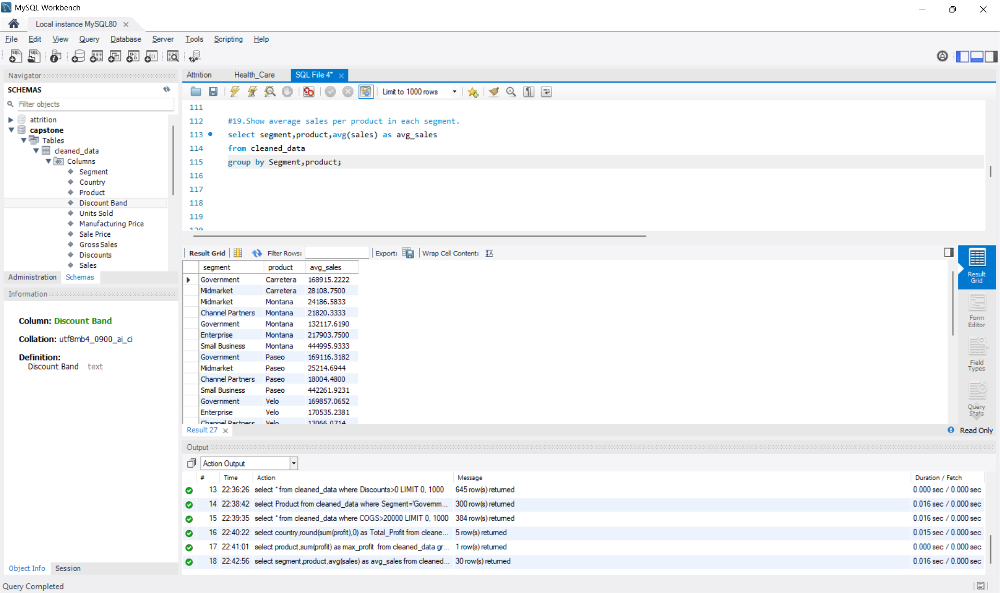 MySQL Workbench
Local instance MySQL80
File Edit View Query Database Server Tools Scripting Help
Navigator
SCHEMAS
Filter objects
attrition
capstone
Tables
cleaned_data
Columns
Segment
Country
Product
Discount Band
Units Sold
Manufacturing Price
Sale Price
Gross Sales
Discounts
Sales
Administration Schemas
Information
Column: Discount Band
Collation: utf8mb4_0900_ai_ci
Definition:
Discount Band text
Object Info Session
Query Completed
Attrition Health_Care SQL File 4*
Limit to 1000 rows
111
112 #19.Show average sales per product in each segment.
113 select segment,product,avg(sales) as avg_sales
114 from cleaned_data
115 group by Segment,product;
116
117
118
119
120
Result Grid Filter Rows: Export: Wrap Cell Content:
segment product avg_sales
Government Carretera 168915.2222
Midmarket Carretera 28108.7500
Midmarket Montana 24186.5833
Channel Partners Montana 21820.3333
Government Montana 132117.6190
Enterprise Montana 217903.7500
Small Business Montana 444995.9333
Government Paseo 169116.3182
Midmarket Paseo 25214.6944
Channel Partners Paseo 18004.4800
Small Business Paseo 442261.9231
Government Velo 169857.0652
Enterprise Velo 170535.2381
Channel Partners Velo 13066.0714
Result
Grid
Form
Editor
Field
Types
Query
Stats
Result 27
Read Only
Output
Action Output
# Time Action Message Duration / Fetch
13 22:36:26 select * from cleaned_data where Discounts>0 LIMIT 0, 1000 645 row(s) returned 0.000 sec / 0.000 sec
14 22:38:42 select Product from cleaned_data where Segment='Governm... 300 row(s) returned 0.016 sec / 0.000 sec
15 22:39:35 select * from cleaned_data where COGS>20000 LIMIT 0, 1000 384 row(s) returned 0.016 sec / 0.000 sec
16 22:40:22 select country,round(sum(profit),0) as Total_Profit from cleane... 5 row(s) returned 0.015 sec / 0.000 sec
17 22:41:01 select product,sum(profit) as max_profit from cleaned_data gr... 1 row(s) returned 0.000 sec / 0.000 sec
18 22:42:56 select segment,product,avg(sales) as avg_sales from cleaned... 30 row(s) returned 0.016 sec / 0.000 sec